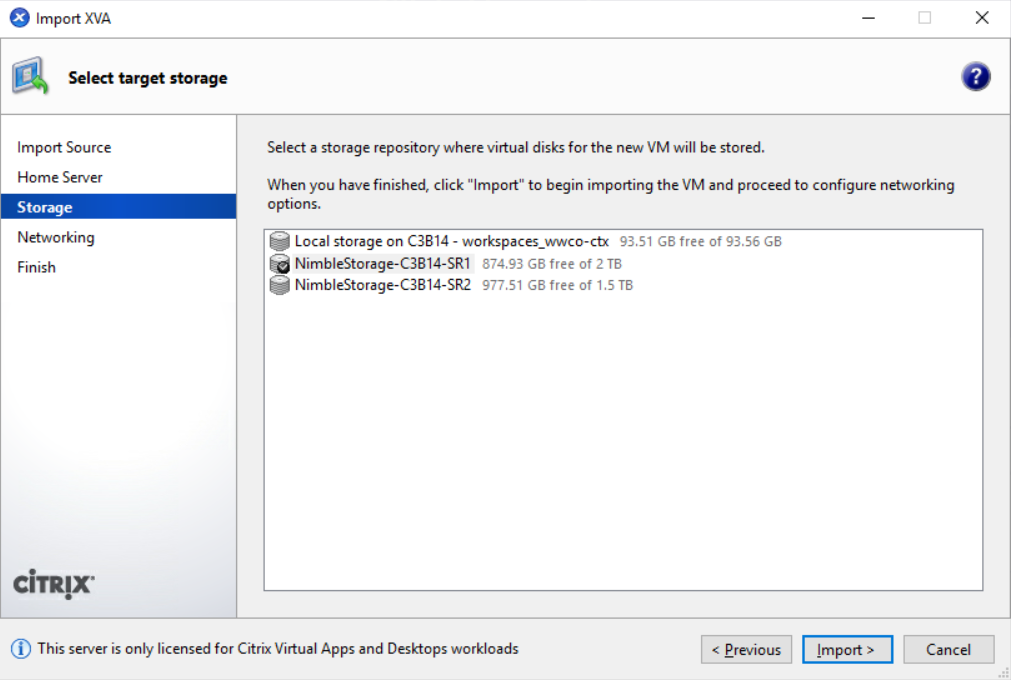 Import XVA
Select target storage
?
Import Source
Home Server
Storage
Networking
Finish
Select a storage repository where virtual disks for the new VM will be stored.
When you have finished, click "Import" to begin importing the VM and proceed to configure networking
options.
Local storage on C3B14 - workspaces_wwco-ctx 93.51 GB free of 93.56 GB
NimbleStorage-C3B14-SR1 874.93 GB free of 2 TB
NimbleStorage-C3B14-SR2 977.51 GB free of 1.5 TB
CİTRIX
This server is only licensed for Citrix Virtual Apps and Desktops workloads
< Previous
Import >
Cancel